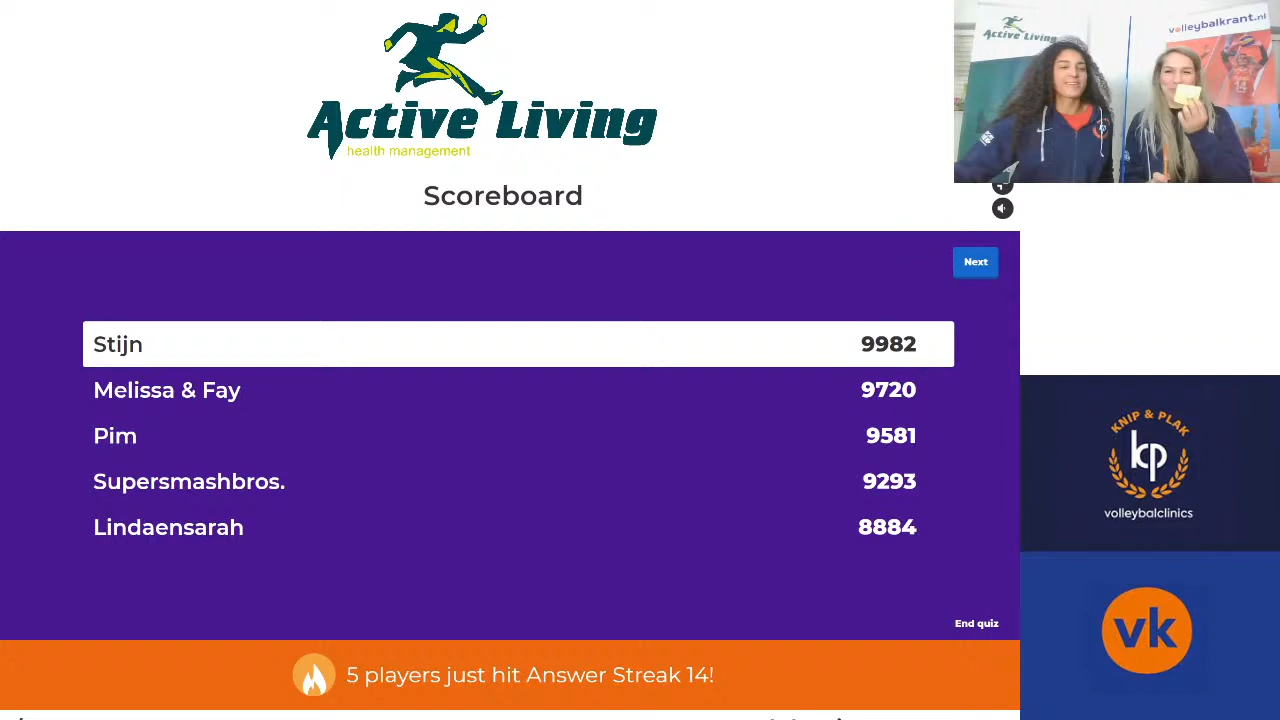 Active Living
health management
Scoreboard
Active Living
volleybalkrant.nl
14
Next
Stijn 9982
Melissa & Fay 9720
Pim 9581
Supersmashbros. 9293
Lindaensarah 8884
End quiz
5 players just hit Answer Streak 14!
KNIP & PLAK
kp
volleybalclinics
vk